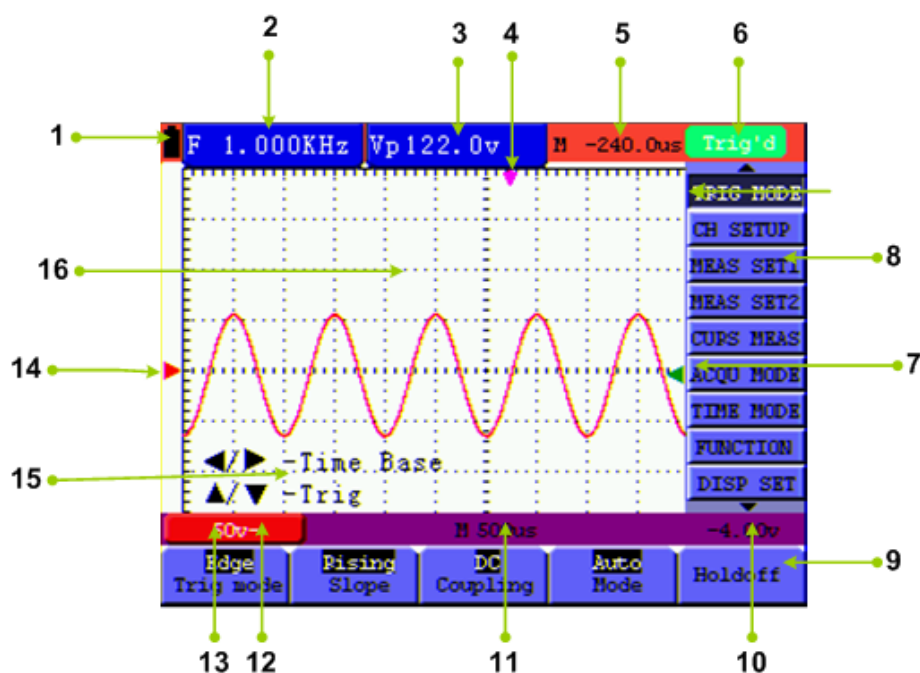 2 3 4 5 6
1
F 1.000KHz Vp122.0v M -240.0us Trig'd
TRIG MODE
CH SETUP
16 MEAS SET1 8
MEAS SET2
CUPS MEAS
14 ACQU MODE 7
TIME MODE
FUNCTION
15 -Time Base
DISP SET
/ -Trig
50v-
Edge Rising DC Auto
Trig mode Slope Coupling Mode Holdoff 9
13 12 11 10